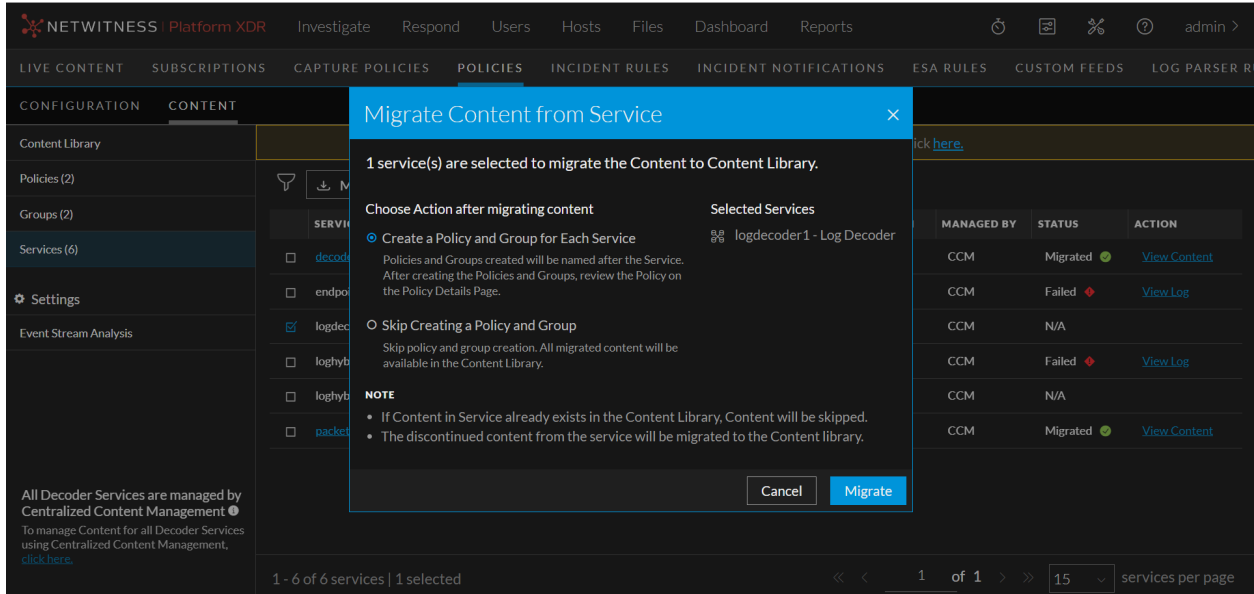 NETWITNESS | Platform XDR Investigate Respond Users Hosts Files Dashboard Reports admin >
LIVE CONTENT SUBSCRIPTIONS CAPTURE POLICIES POLICIES INCIDENT RULES INCIDENT NOTIFICATIONS ESA RULES CUSTOM FEEDS LOG PARSER R
CONFIGURATION CONTENT
Content Library
Policies (2)
Groups (2)
Services (6)
Settings
Event Stream Analysis
All Decoder Services are managed by
Centralized Content Management
To manage Content for all Decoder Services
using Centralized Content Management,
click here.
Migrate Content from Service ×
1 service(s) are selected to migrate the Content to Content Library.
Choose Action after migrating content
Create a Policy and Group for Each Service
Policies and Groups created will be named after the Service.
After creating the Policies and Groups, review the Policy on
the Policy Details Page.
Skip Creating a Policy and Group
Skip policy and group creation. All migrated content will be
available in the Content Library.
Selected Services
logdecoder1 - Log Decoder
NOTE
• If Content in Service already exists in the Content Library, Content will be skipped.
• The discontinued content from the service will be migrated to the Content library.
Cancel Migrate
ick here.
M
SERVI MANAGED BY STATUS ACTION
decode CCM Migrated View Content
endpoi CCM Failed View Log
logdec CCM N/A
loghyb CCM Failed View Log
loghyb CCM N/A
packet CCM Migrated View Content
1 - 6 of 6 services | 1 selected
« < 1 of 1 > » 15 services per page